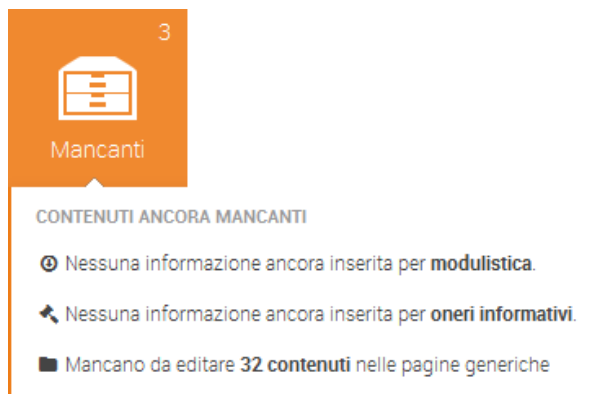 3
Mancanti
CONTENUTI ANCORA MANCANTI
Nessuna informazione ancora inserita per modulistica.
Nessuna informazione ancora inserita per oneri informativi.
Mancano da editare 32 contenuti nelle pagine generiche